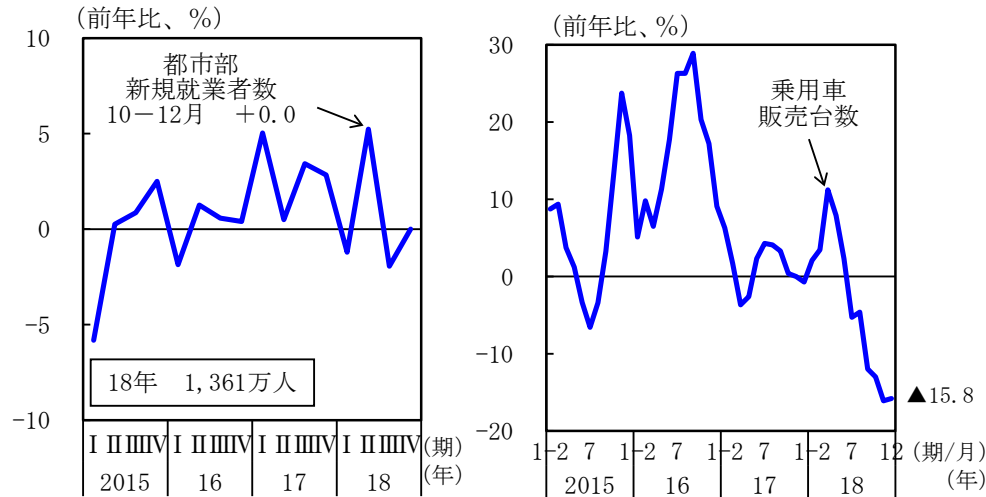 （前年比、％）
10
5
0
−5
−10
都市部
新規就業者数
10－12月　＋0.0
18年　1,361万人
Ⅰ Ⅱ Ⅲ Ⅳ Ⅰ Ⅱ Ⅲ Ⅳ Ⅰ Ⅱ Ⅲ Ⅳ Ⅰ Ⅱ Ⅲ Ⅳ (期)
2015 16 17 18 (年)
（前年比、％）
30
20
10
0
−10
−20
乗用車
販売台数
▲15.8
1-2 7 1-2 7 1-2 7 1-2 7 12 (期/月)
2015 16 17 18 (年)